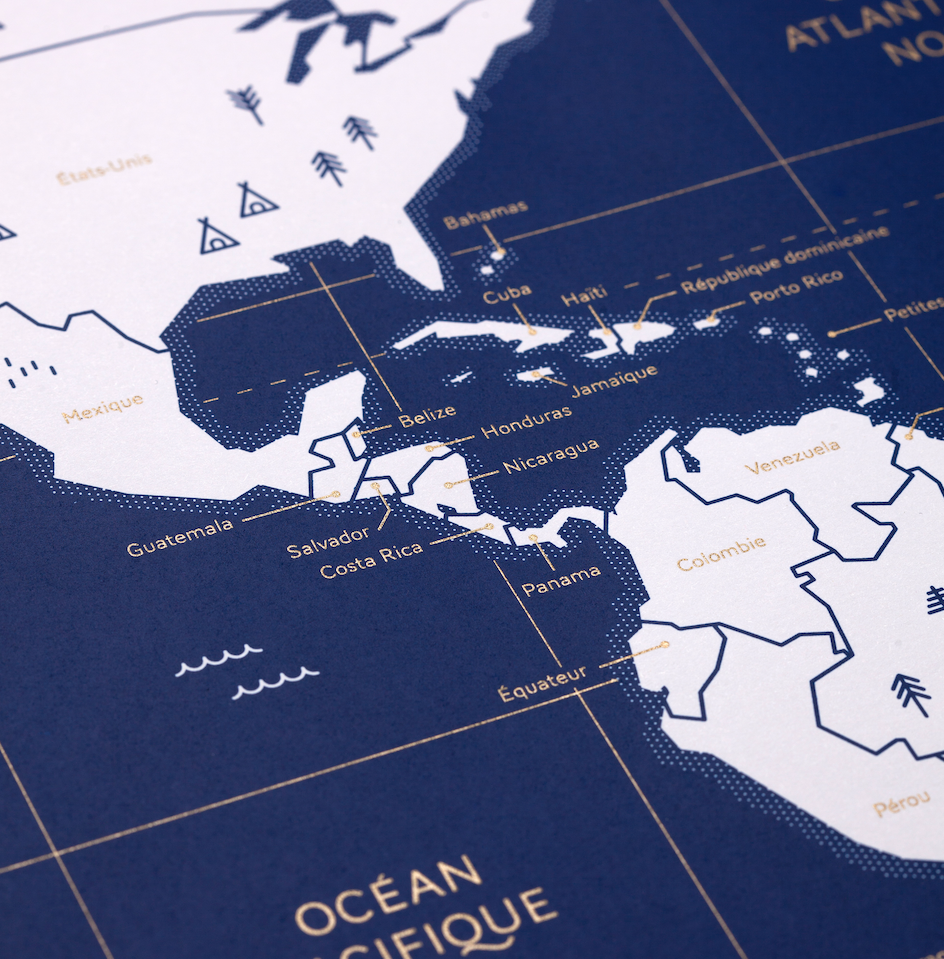 ATLANT
NO
États-Unis
Bahamas
République dominicaine
Cuba
Haïti
Porto Rico
Petites
Jamaïque
Mexique
Belize
Honduras
Nicaragua
Venezuela
Guatemala
Salvador
Costa Rica
Panama
Colombie
Équateur
Pérou
OCÉAN
CIFIQUE